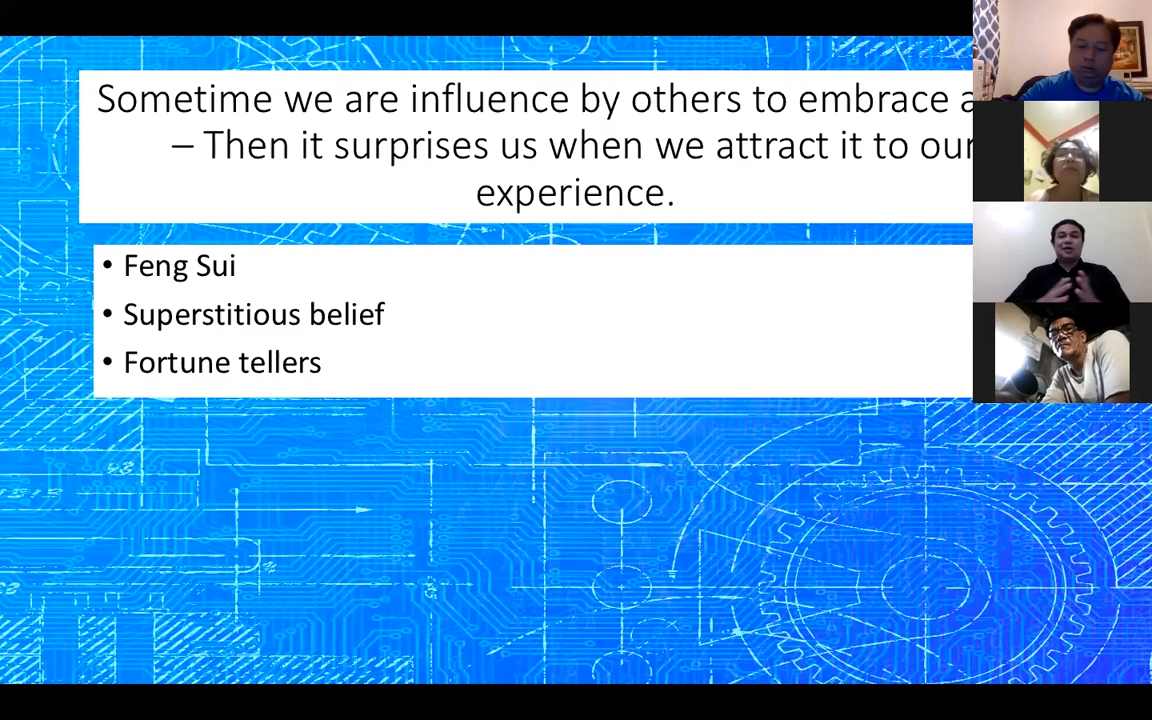 Sometime we are influence by others to embrace
– Then it surprises us when we attract it to our
experience.
• Feng Sui
• Superstitious belief
• Fortune tellers